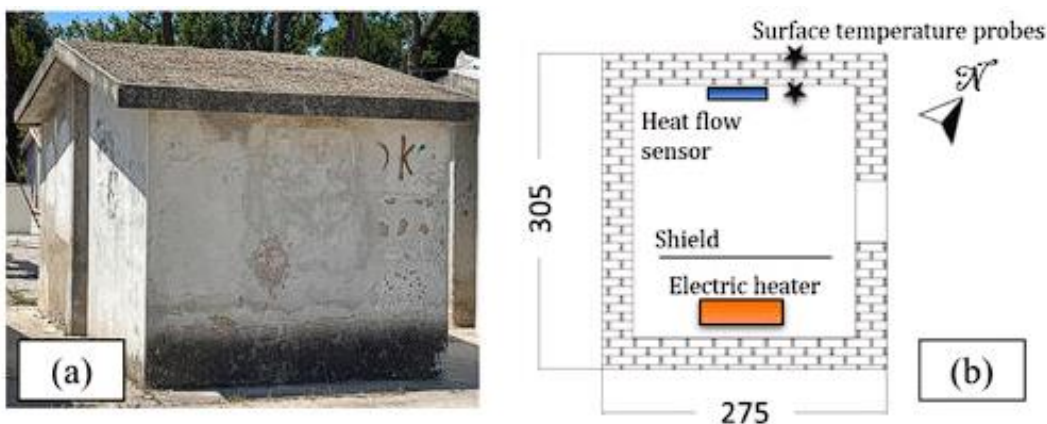 (a)
Surface temperature probes
N
Heat flow
sensor
305
Shield
Electric heater
275
(b)